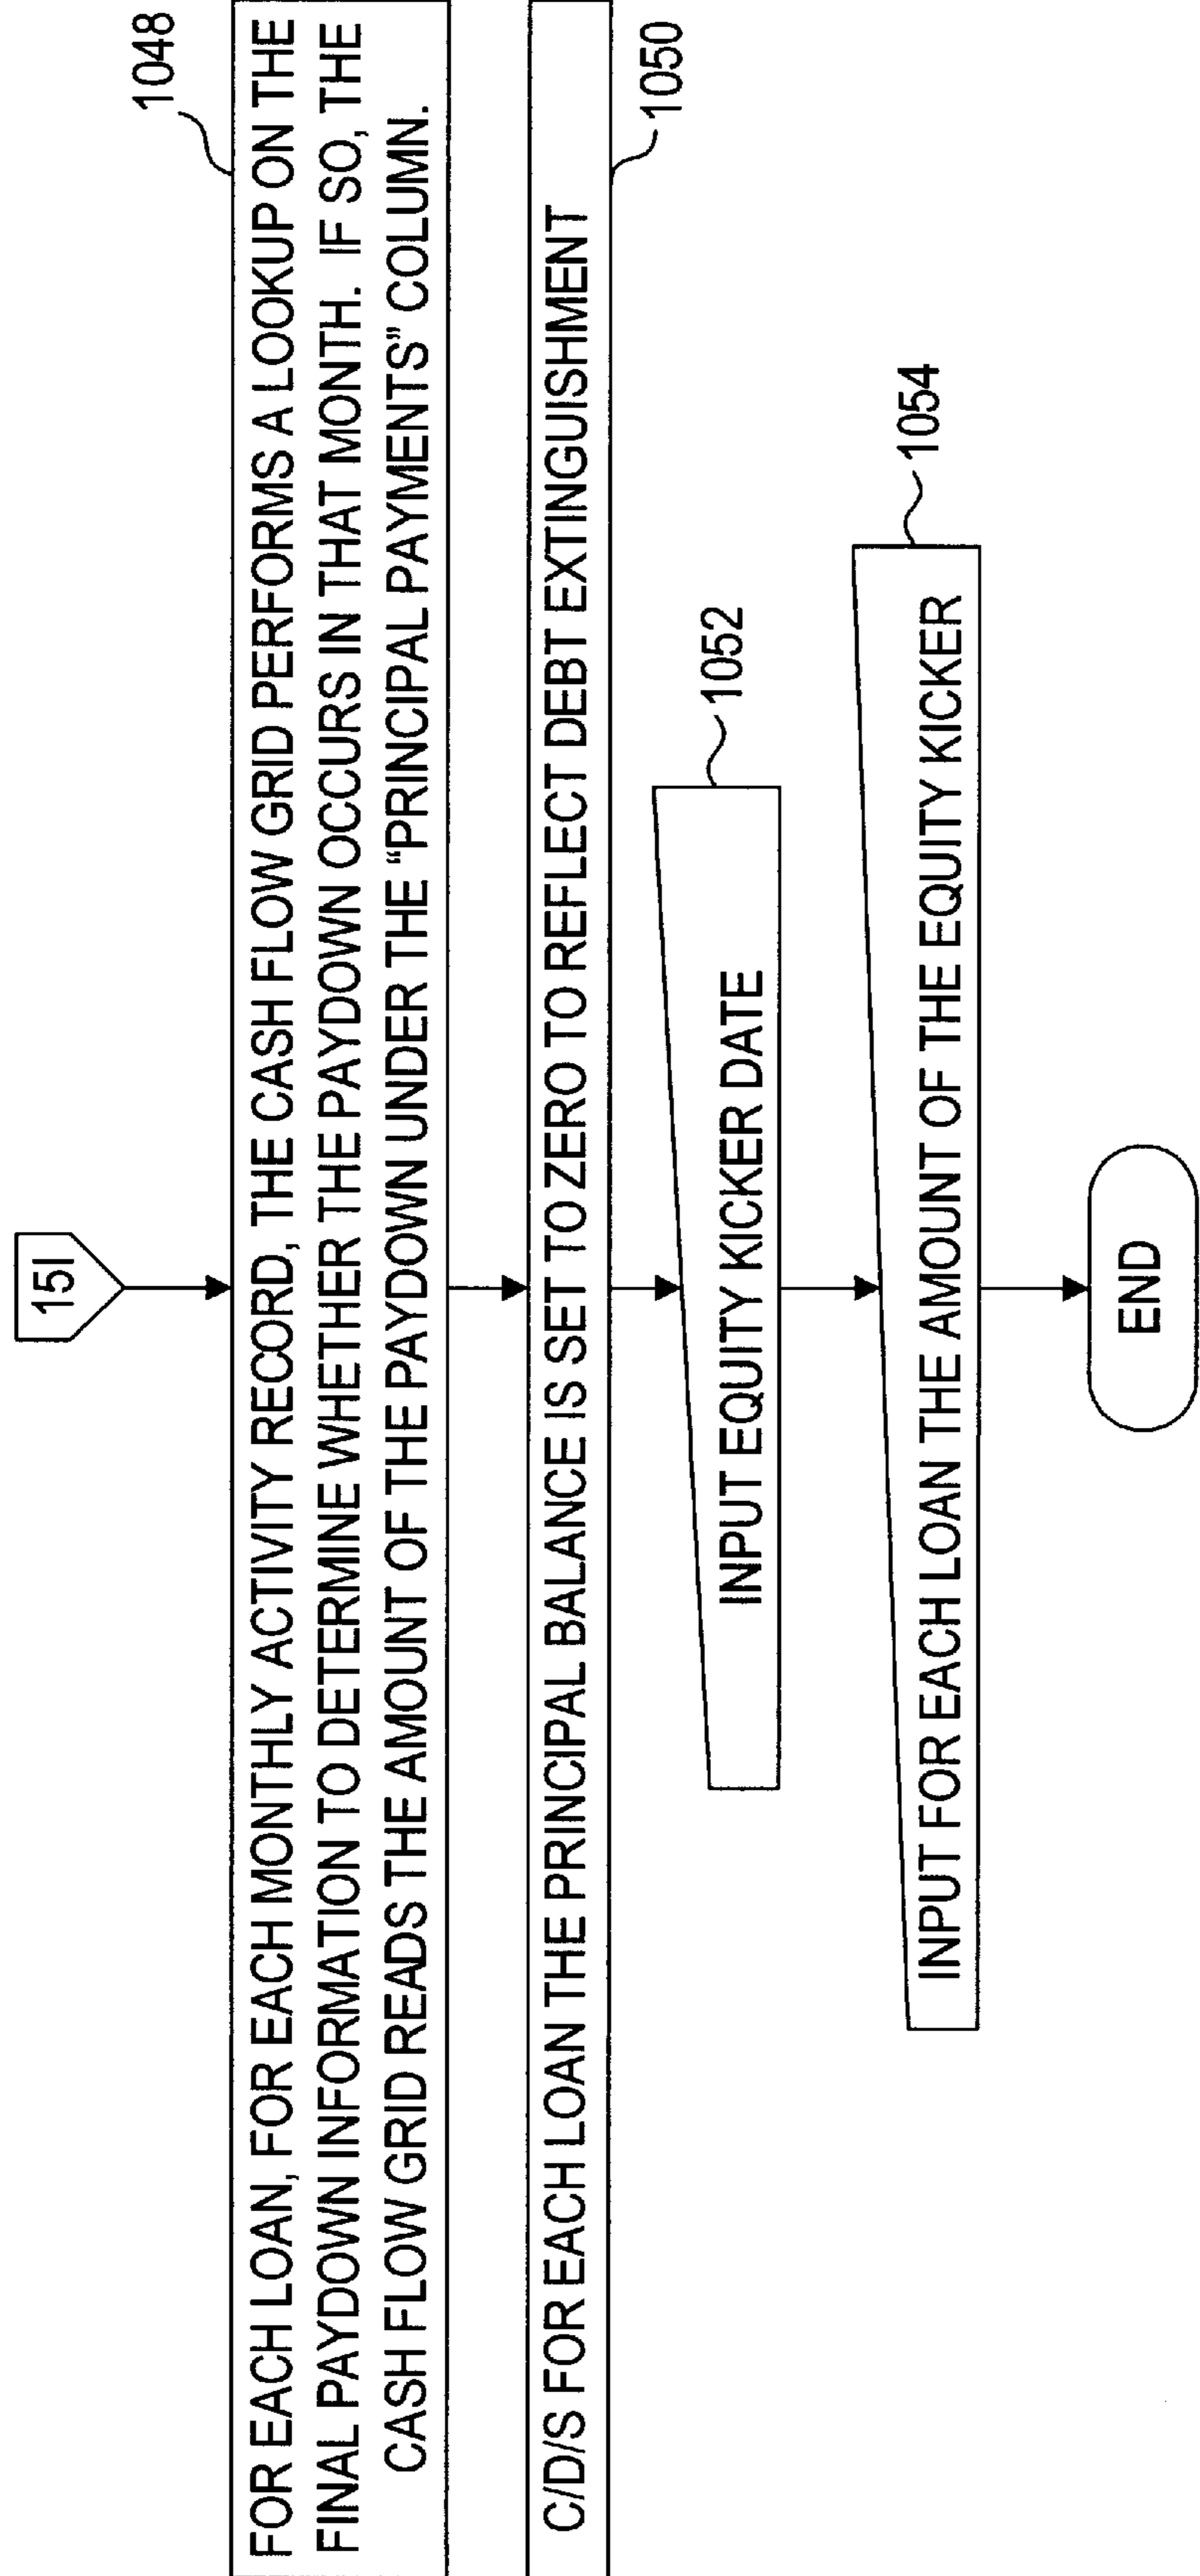 15I
1048
FOR EACH LOAN, FOR EACH MONTHLY ACTIVITY RECORD, THE CASH FLOW GRID PERFORMS A LOOKUP ON THE
FINAL PAYDOWN INFORMATION TO DETERMINE WHETHER THE PAYDOWN OCCURS IN THAT MONTH. IF SO, THE
CASH FLOW GRID READS THE AMOUNT OF THE PAYDOWN UNDER THE "PRINCIPAL PAYMENTS" COLUMN.
C/D/S FOR EACH LOAN THE PRINCIPAL BALANCE IS SET TO ZERO TO REFLECT DEBT EXTINGUISHMENT
1050
INPUT EQUITY KICKER DATE
1052
INPUT FOR EACH LOAN THE AMOUNT OF THE EQUITY KICKER
1054
END